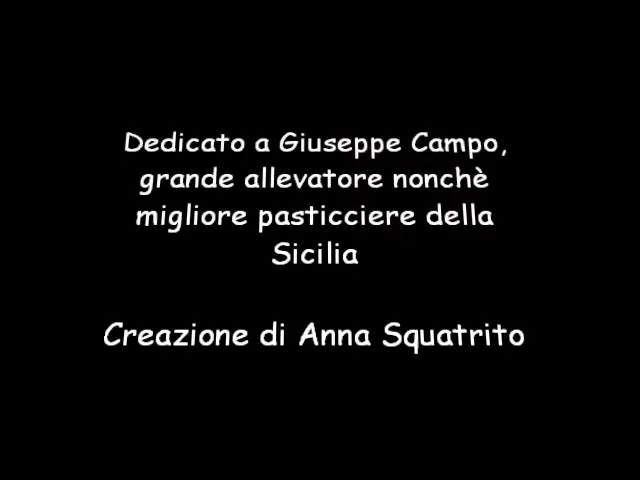 Dedicato a Giuseppe Campo,
grande allevatore nonchè
migliore pasticciere della
Sicilia
Creazione di Anna Squatrito